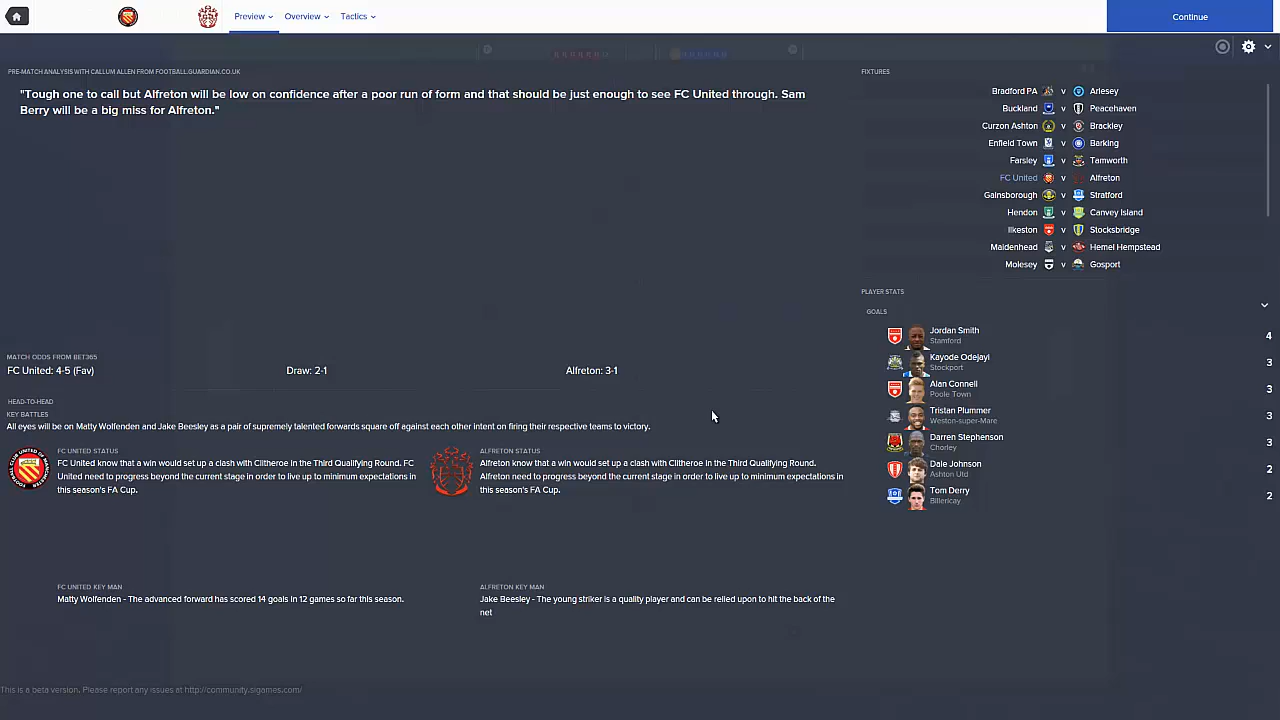 Preview
Overview
Tactics
Continue
PRE-MATCH ANALYSIS WITH CALLUM ALLEN FROM FOOTBALL.GUARDIAN.CO.UK
"Tough one to call but Alfreton will be low on confidence after a poor run of form and that should be just enough to see FC United through. Sam
Berry will be a big miss for Alfreton."
MATCH ODDS FROM BET365
FC United: 4-5 (Fav)
Draw: 2-1
Alfreton: 3-1
HEAD-TO-HEAD
KEY BATTLES
All eyes will be on Matty Wolfenden and Jake Beesley as a pair of supremely talented forwards square off against each other intent on firing their respective teams to victory.
FC UNITED STATUS
FC United know that a win would set up a clash with Clitheroe in the Third Qualifying Round. FC
United need to progress beyond the current stage in order to live up to minimum expectations in
this season's FA Cup.
ALFRETON STATUS
Alfreton know that a win would set up a clash with Clitheroe in the Third Qualifying Round.
Alfreton need to progress beyond the current stage in order to live up to minimum expectations in
this season's FA Cup.
FC UNITED KEY MAN
Matty Wolfenden - The advanced forward has scored 14 goals in 12 games so far this season.
ALFRETON KEY MAN
Jake Beesley - The young striker is a quality player and can be relied upon to hit the back of the
net
This is a beta version. Please report any issues at http://community.sigames.com/
FIXTURES
Bradford PA v Arlesey
Buckland v Peacehaven
Curzon Ashton v Brackley
Enfield Town v Barking
Farsley v Tamworth
FC United v Alfreton
Gainsborough v Stratford
Hendon v Canvey Island
Ilkeston v Stocksbridge
Maidenhead v Hemel Hempstead
Molesey v Gosport
PLAYER STATS
GOALS
Jordan Smith 4
Stamford
Kayode Odejayi 3
Stockport
Alan Connell 3
Poole Town
Tristan Plummer 3
Weston-super-Mare
Darren Stephenson 3
Chorley
Dale Johnson 2
Ashton Utd
Tom Derry 2
Billericay